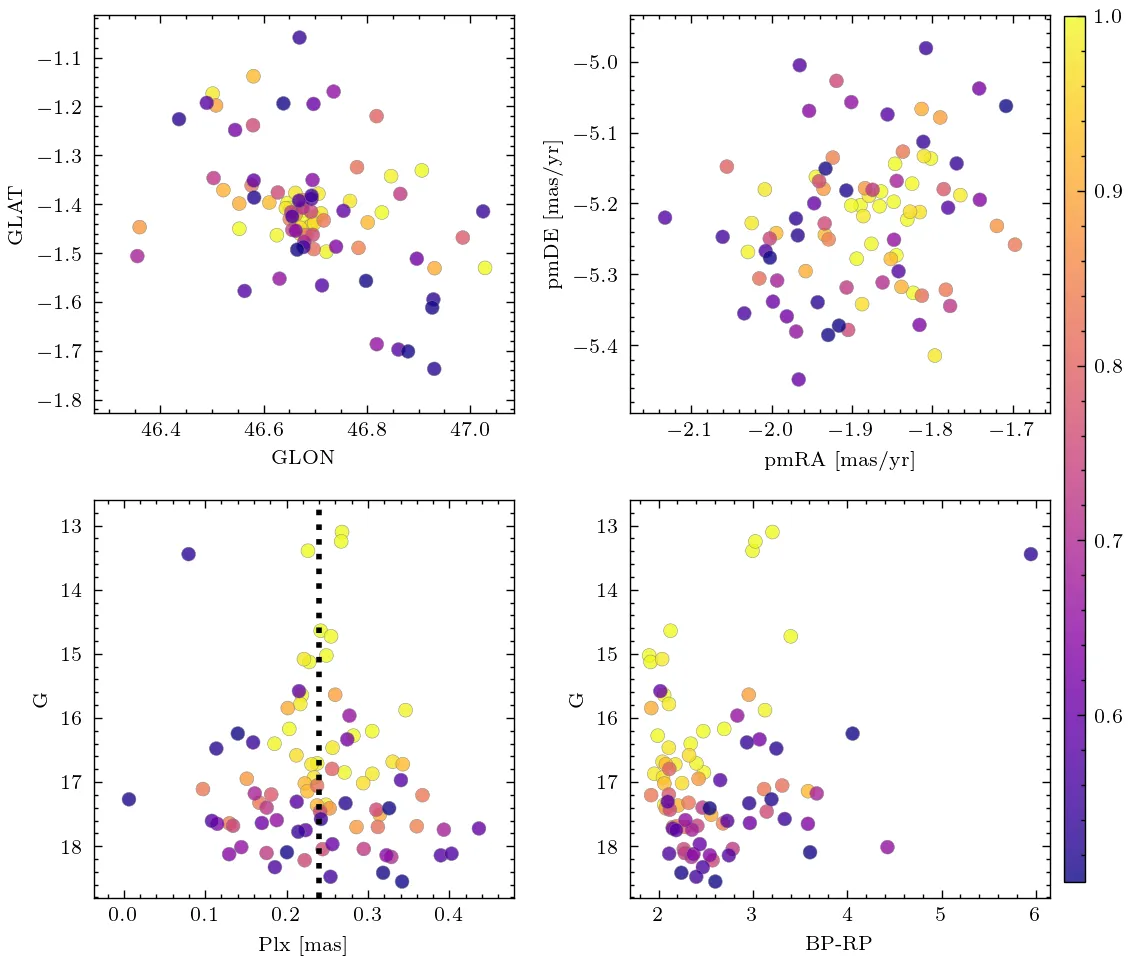 −1.1
−1.2
−1.3
−1.4
−1.5
−1.6
−1.7
−1.8
GLAT
46.4 46.6 46.8 47.0
GLON
−5.0
−5.1
−5.2
−5.3
−5.4
pmDE [mas/yr]
−2.1 −2.0 −1.9 −1.8 −1.7
pmRA [mas/yr]
1.0
0.9
0.8
0.7
0.6
13
14
15
16
17
18
G
0.0 0.1 0.2 0.3 0.4
Plx [mas]
13
14
15
16
17
18
G
2 3 4 5 6
BP-RP